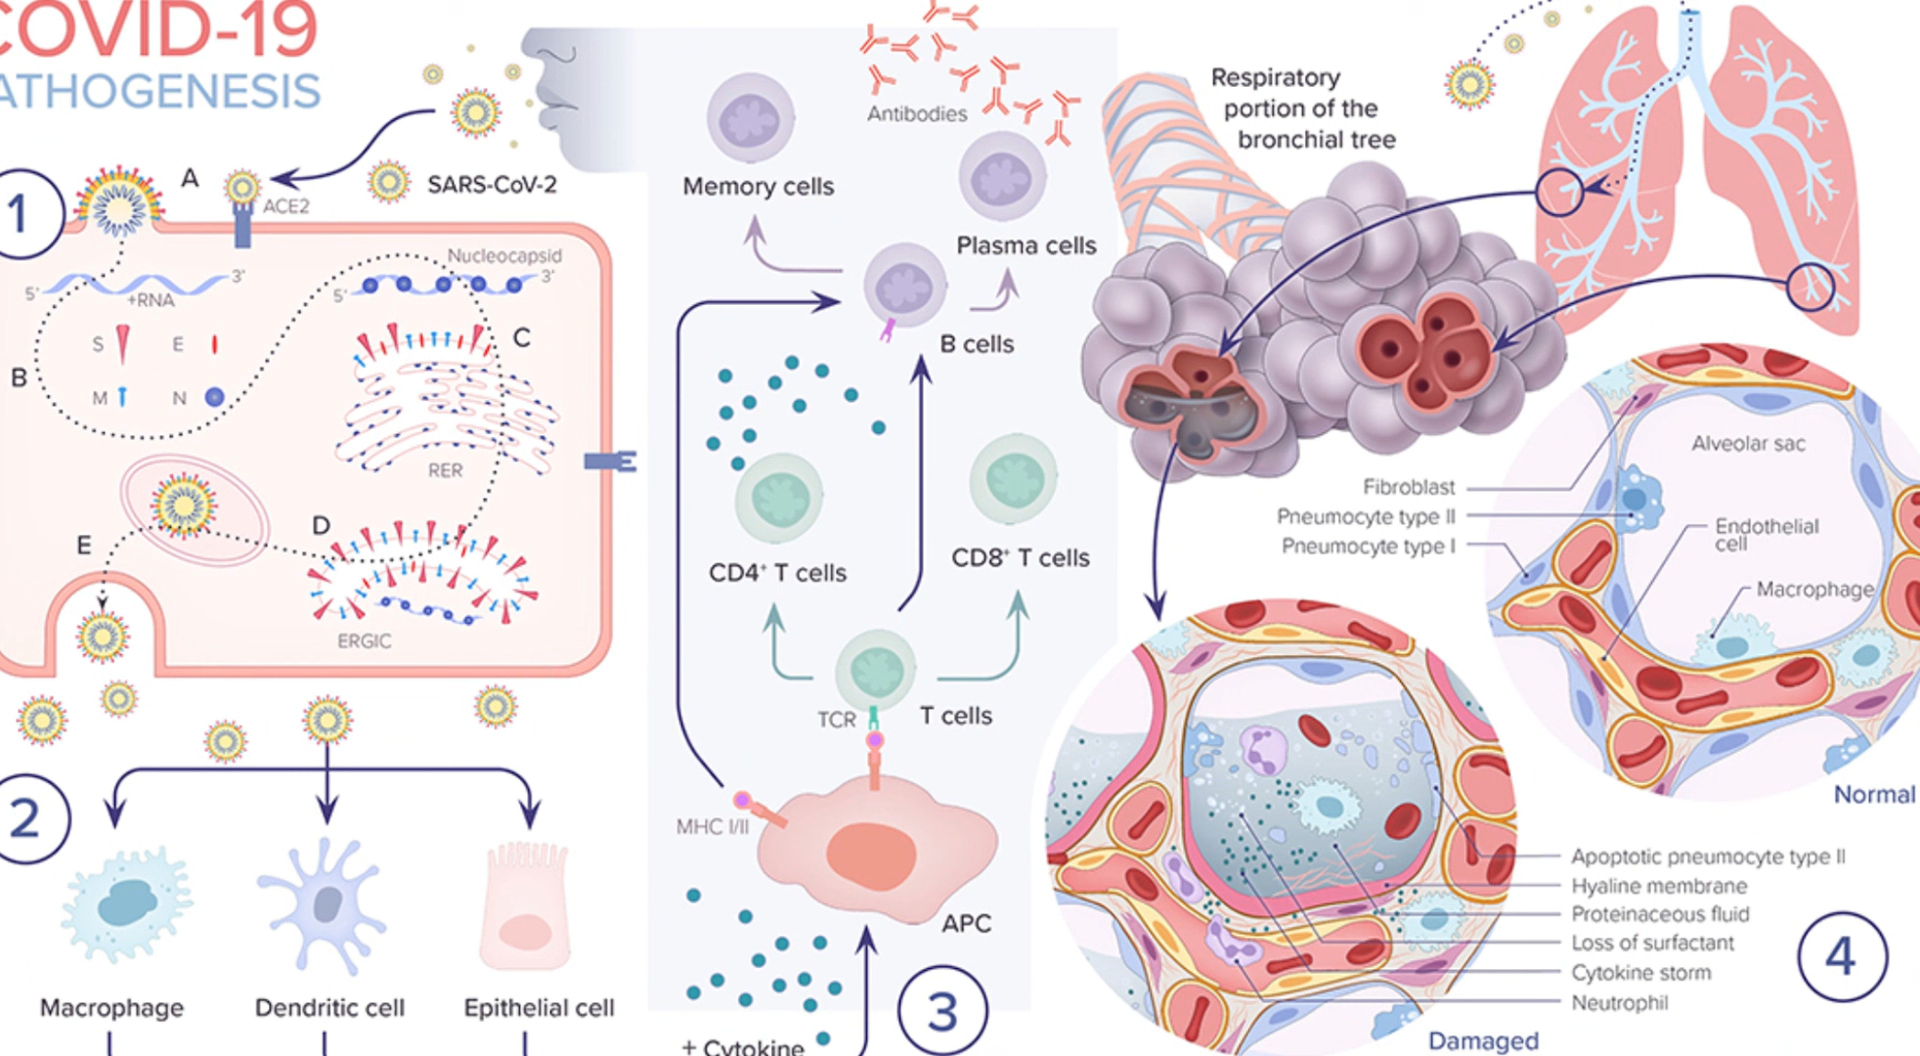 COVID-19
PATHOGENESIS
1
A
SARS-CoV-2
ACE2
Nucleocapsid
5'
+RNA
3'
5'
3'
S
E
M
N
B
C
RER
D
E
ERGIC
2
Macrophage
Dendritic cell
Epithelial cell
Antibodies
Memory cells
Plasma cells
B cells
CD4⁺ T cells
CD8⁺ T cells
TCR
T cells
MHC I/II
APC
+ Cytokine
3
Respiratory
portion of the
bronchial tree
Alveolar sac
Fibroblast
Pneumocyte type II
Pneumocyte type I
Endothelial
cell
Macrophage
Normal
Apoptotic pneumocyte type II
Hyaline membrane
Proteinaceous fluid
Loss of surfactant
Cytokine storm
Neutrophil
4
Damaged